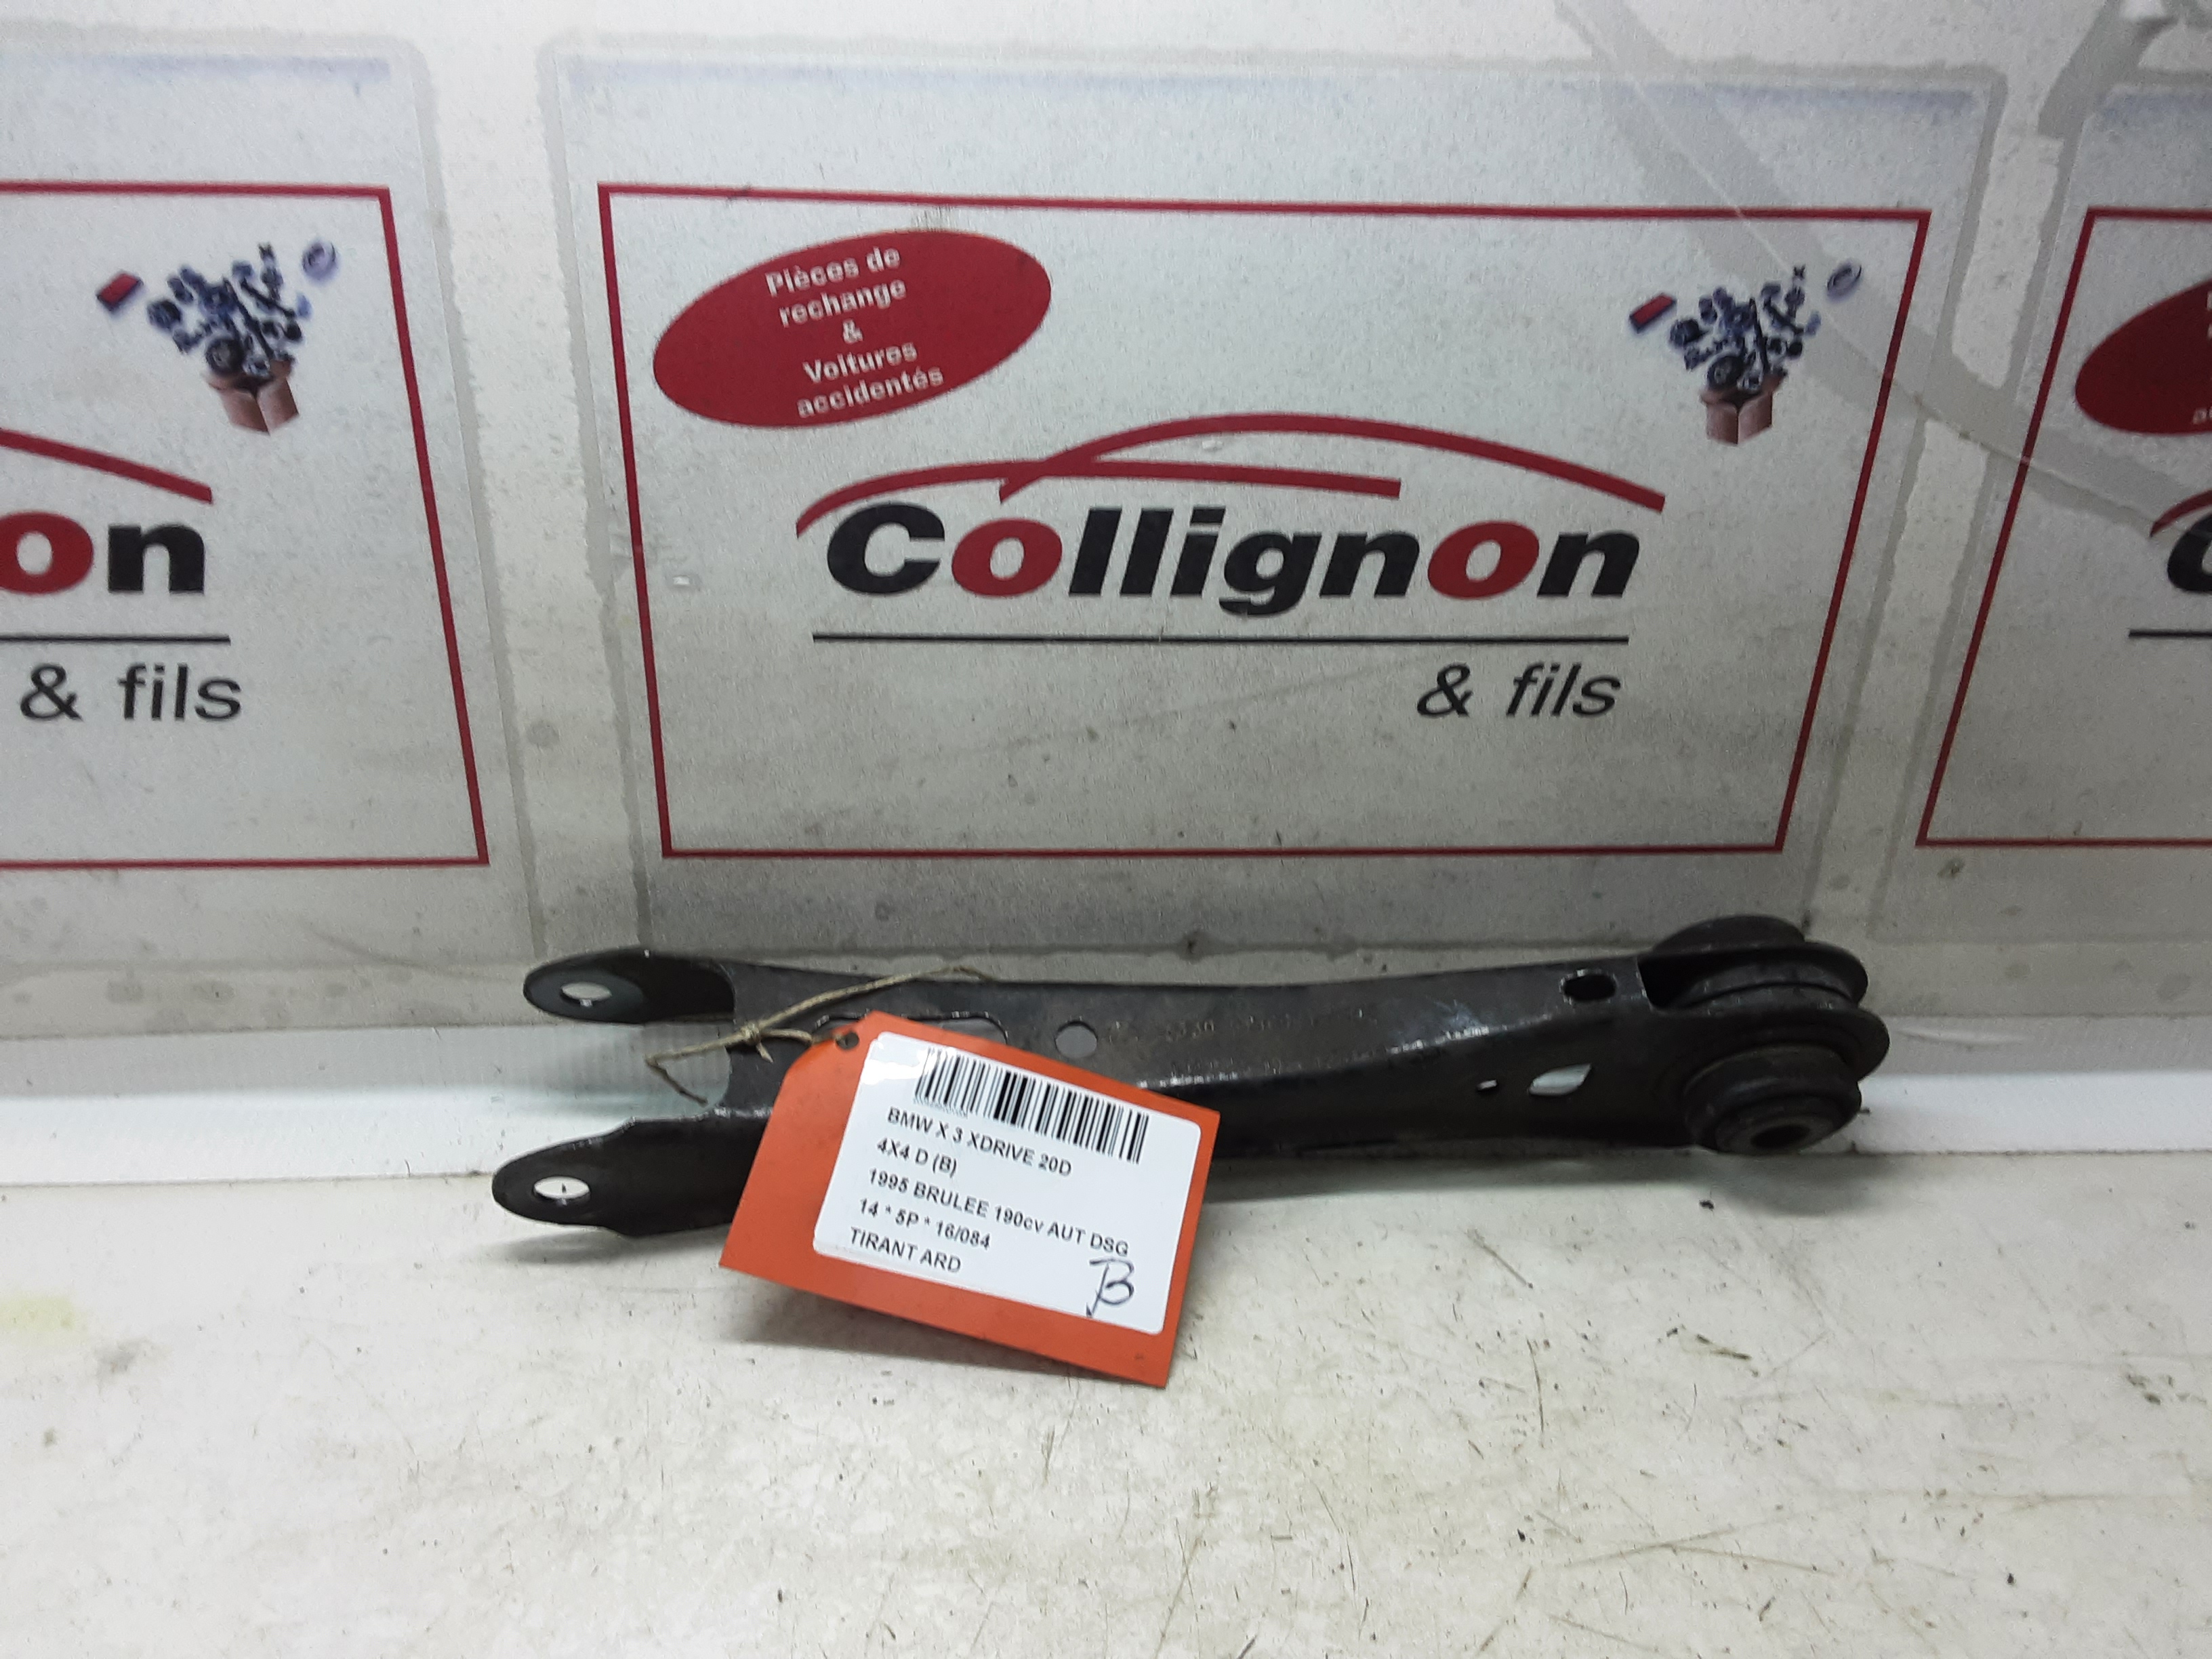 Pièces de
rechange
&
Voitures
accidentés
Collignon
& fils
on
& fils
BMW X 3 XDRIVE 20D
4X4 D (B)
1995 BRULEE 190cv AUT DSG
14 * 5P * 16/084
TIRANT ARD
B